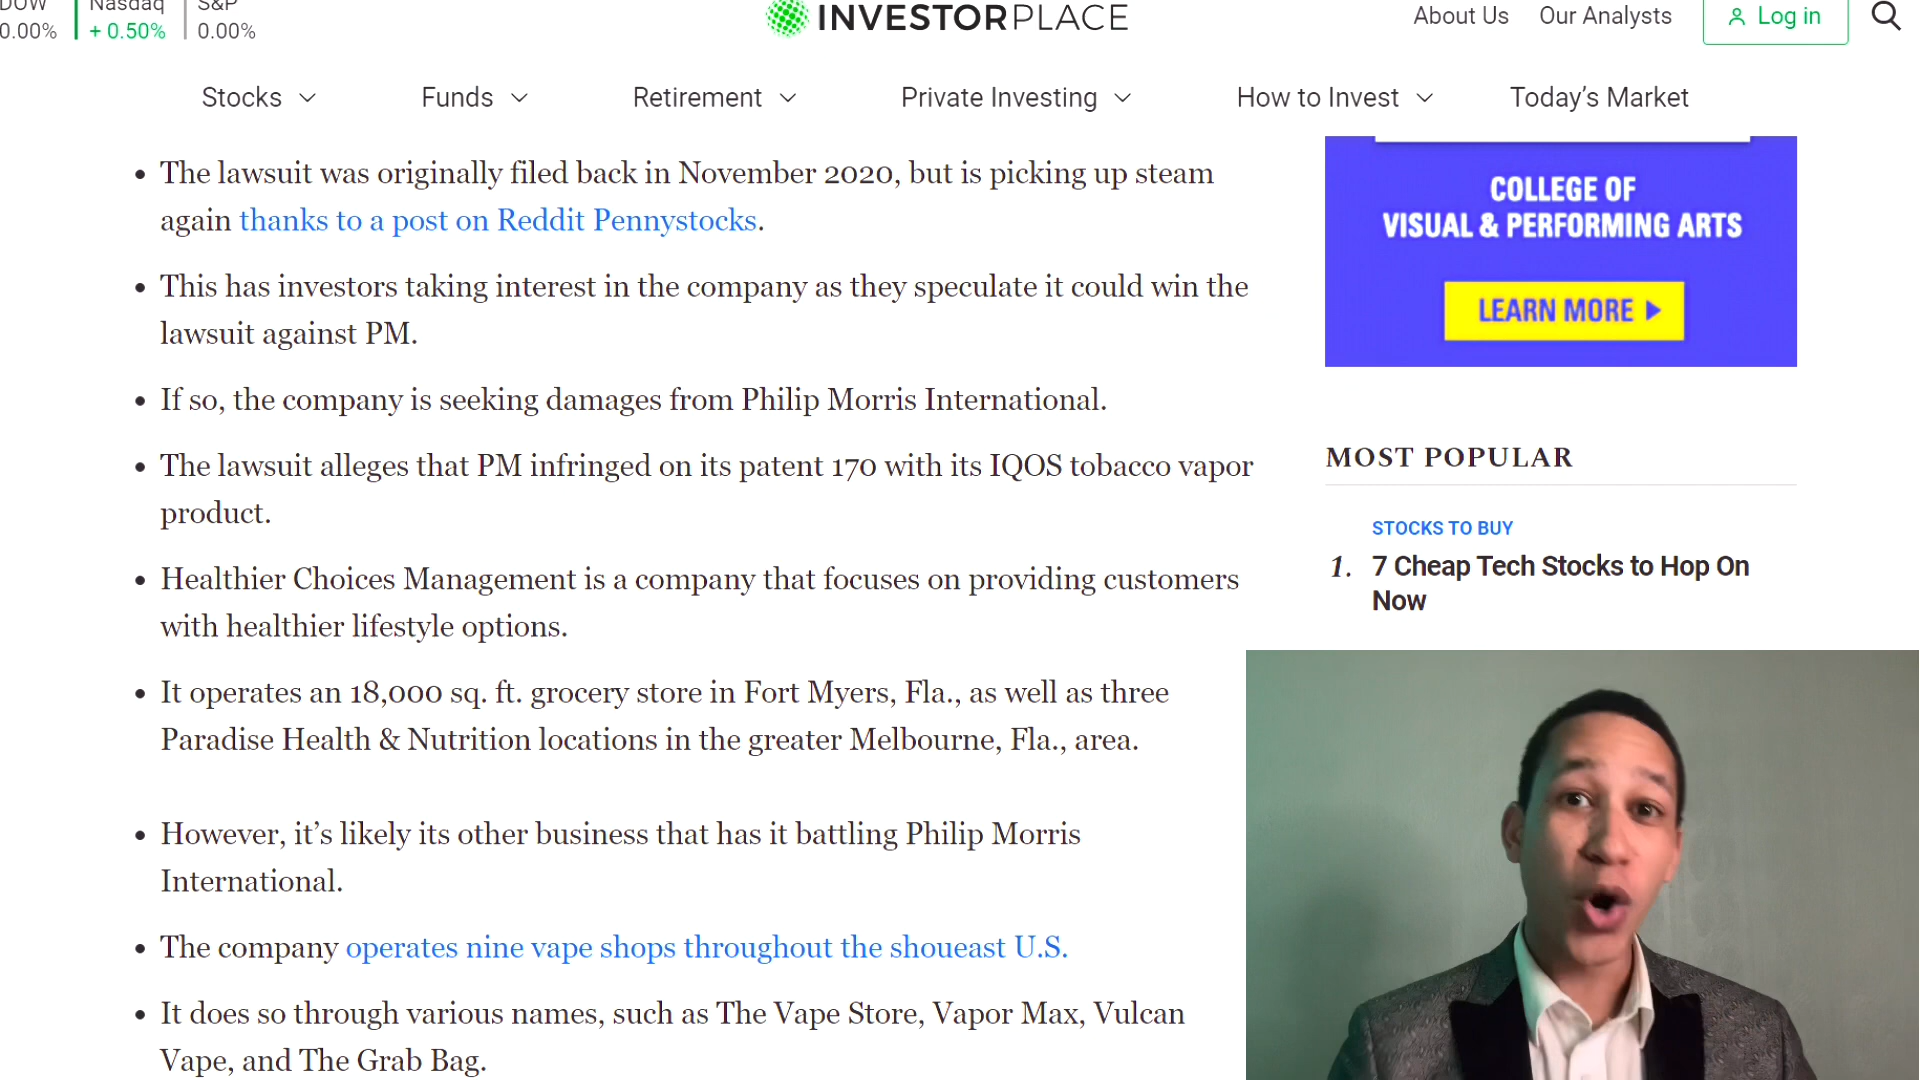 DOW
Nasdaq
S&P
0.00%
+ 0.50%
0.00%
INVESTORPLACE
About Us
Our Analysts
Log in
Stocks
Funds
Retirement
Private Investing
How to Invest
Today’s Market
The lawsuit was originally filed back in November 2020, but is picking up steam
again thanks to a post on Reddit Pennystocks.
This has investors taking interest in the company as they speculate it could win the
lawsuit against PM.
If so, the company is seeking damages from Philip Morris International.
The lawsuit alleges that PM infringed on its patent 170 with its IQOS tobacco vapor
product.
Healthier Choices Management is a company that focuses on providing customers
with healthier lifestyle options.
It operates an 18,000 sq. ft. grocery store in Fort Myers, Fla., as well as three
Paradise Health & Nutrition locations in the greater Melbourne, Fla., area.
However, it’s likely its other business that has it battling Philip Morris
International.
The company operates nine vape shops throughout the shoueast U.S.
It does so through various names, such as The Vape Store, Vapor Max, Vulcan
Vape, and The Grab Bag.
COLLEGE OF
VISUAL & PERFORMING ARTS
LEARN MORE
MOST POPULAR
STOCKS TO BUY
1. 7 Cheap Tech Stocks to Hop On
Now